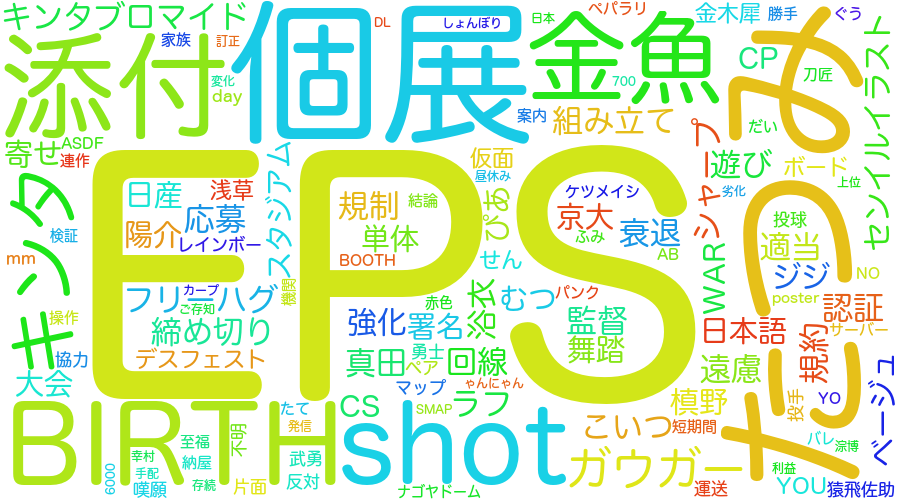 キンタブロマイド
家族
DL
しょんぼり
日本
ペパラリ
金木犀
勝手
ぐう
添付
訂正
変化
day
個展
案内
金魚
700
CP
刀匠
みつだ
だい
センイルイラスト
ASDF
寄せ
連作
キンタ
検証
mm
操作
協力
大会
日産
浅草
陽介
応募
レインボー
スタジアム
フリーハグ
カープ
ご存知
機関
締め切り
デスフェスト
EPS
規制
結論
単体
BOOTH
赤色
強化
署名
真田
勇士
ペア
回線
マップ
ゃんにゃん
SMAP
ラフ
CS
仮面
昼休み
ぴあ
せん
浴衣
むつ
パンク
ケツメイシ
京大
ふみ
劣化
衰退
AB
監督
舞踏
組み立て
シャープ
遊び
ボード
上位
投球
適当
ジジ
NO
WAR
poster
認証
サーバー
日本語
規約
遠慮
槙野
投手
YO
ベージュ
こいつ
短期間
ガウガー
運送
バレ
淙博
利益
YOU
猿飛佐助
BIRTH
shot
たて
発信
不明
武勇
反対
片面
至福
納屋
存続
幸村
手配
嘆願
6000
ナゴヤドーム